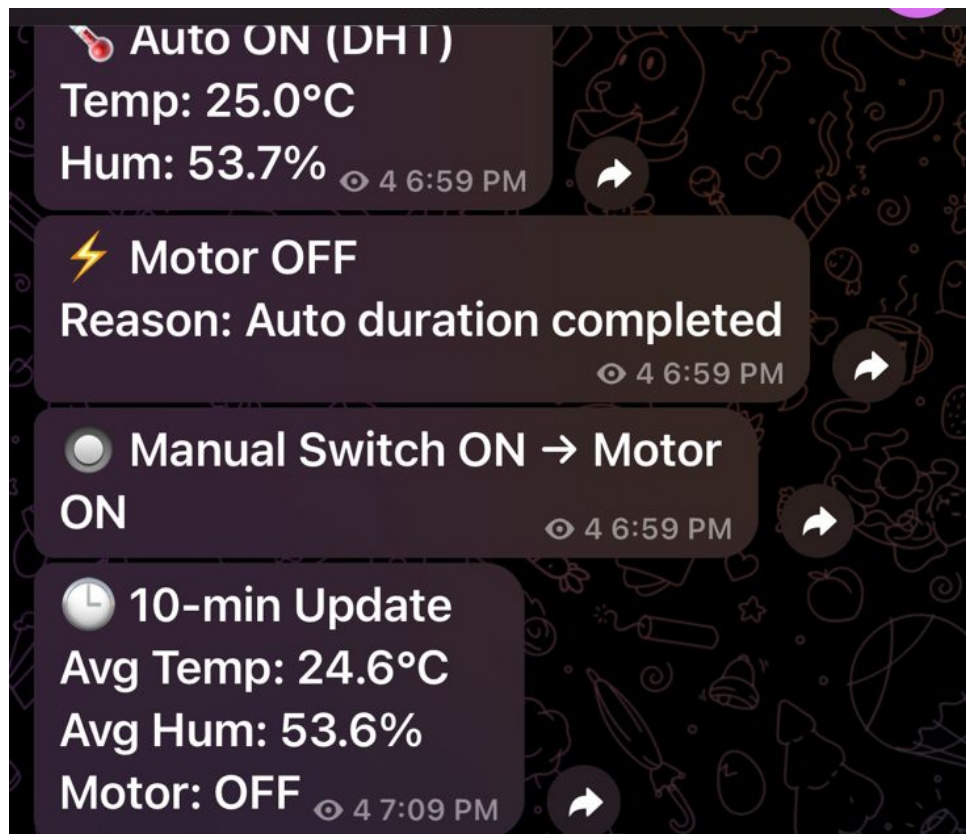 Auto ON (DHT)
Temp: 25.0°C
Hum: 53.7% 4 6:59 PM
Motor OFF
Reason: Auto duration completed
4 6:59 PM
Manual Switch ON → Motor
ON 4 6:59 PM
10-min Update
Avg Temp: 24.6°C
Avg Hum: 53.6%
Motor: OFF 4 7:09 PM